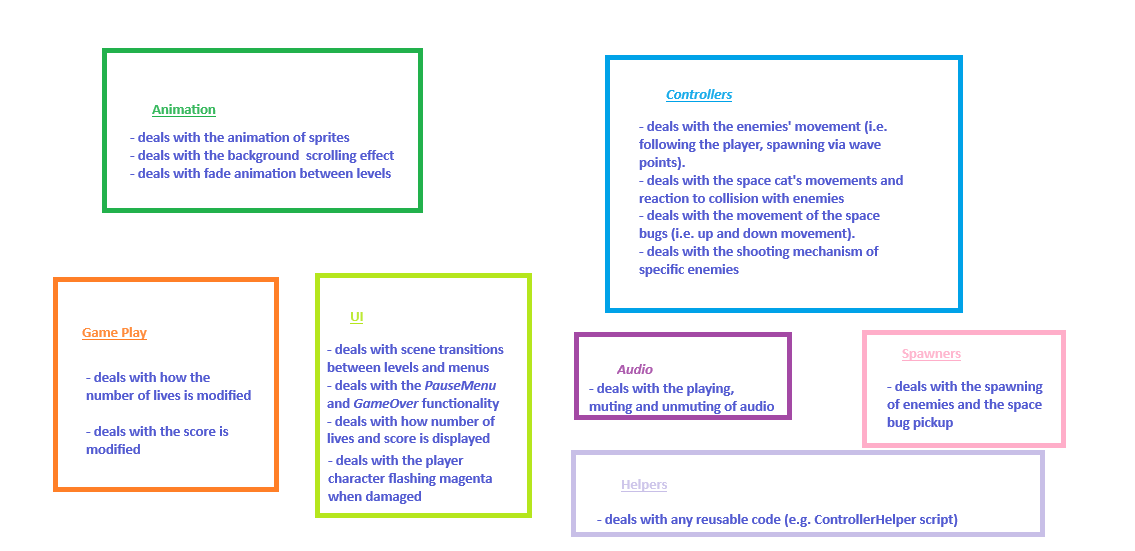 Animation
- deals with the animation of sprites
- deals with the background scrolling effect
- deals with fade animation between levels
Controllers
- deals with the enemies' movement (i.e.
following the player, spawning via wave
points).
- deals with the space cat's movements and
reaction to collision with enemies
- deals with the movement of the space
bugs (i.e. up and down movement).
- deals with the shooting mechanism of
specific enemies
Game Play
- deals with how the
number of lives is modified
- deals with the score is
modified
UI
- deals with scene transitions
between levels and menus
- deals with the PauseMenu
and GameOver functionality
- deals with how number of
lives and score is displayed
- deals with the player
character flashing magenta
when damaged
Audio
- deals with the playing,
muting and unmuting of audio
Spawners
- deals with the spawning
of enemies and the space
bug pickup
Helpers
- deals with any reusable code (e.g. ControllerHelper script)